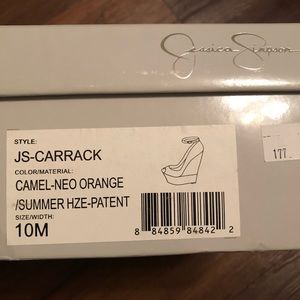 Jessica Simpson
STYLE:
JS-CARRACK
177
COLOR/MATERIAL:
CAMEL-NEO ORANGE
/SUMMER HZE-PATENT
SIZE/WIDTH:
10M
8 84859 84842 2